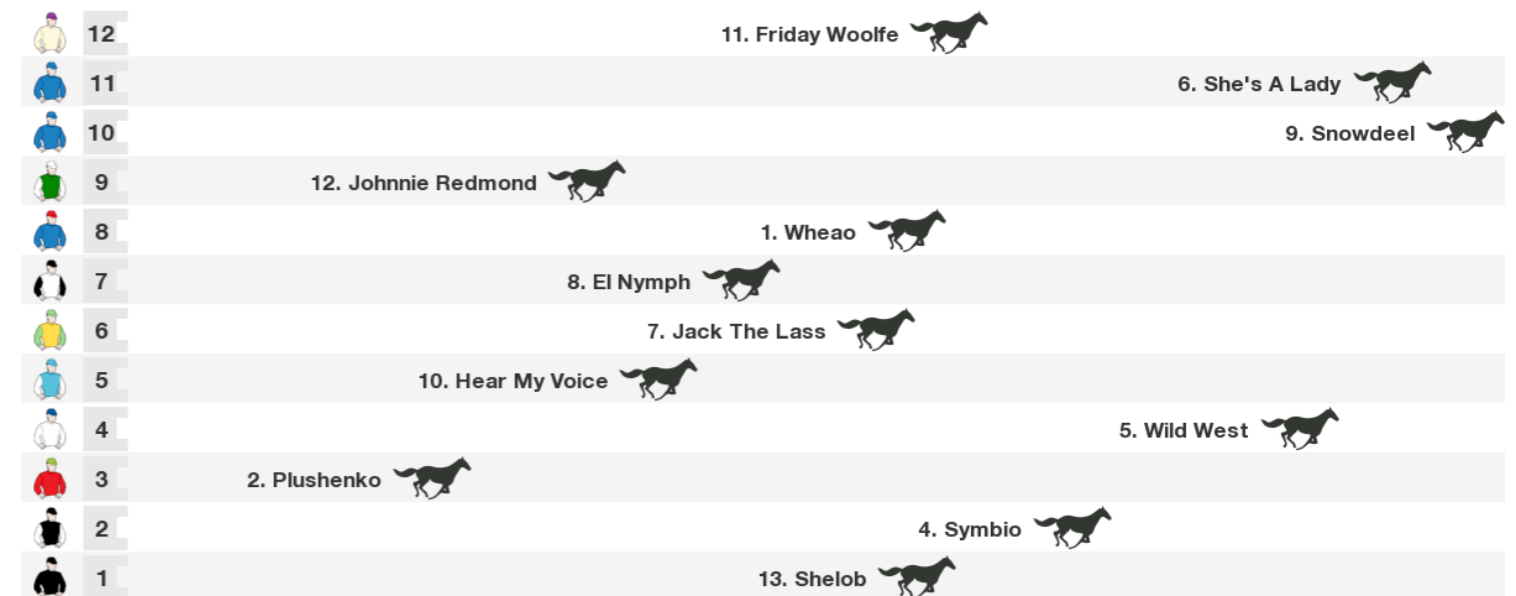 12 11. Friday Woolfe
11 6. She's A Lady
10 9. Snowdeel
9 12. Johnnie Redmond
8 1. Wheao
7 8. El Nymph
6 7. Jack The Lass
5 10. Hear My Voice
4 5. Wild West
3 2. Plushenko
2 4. Symbio
1 13. Shelob